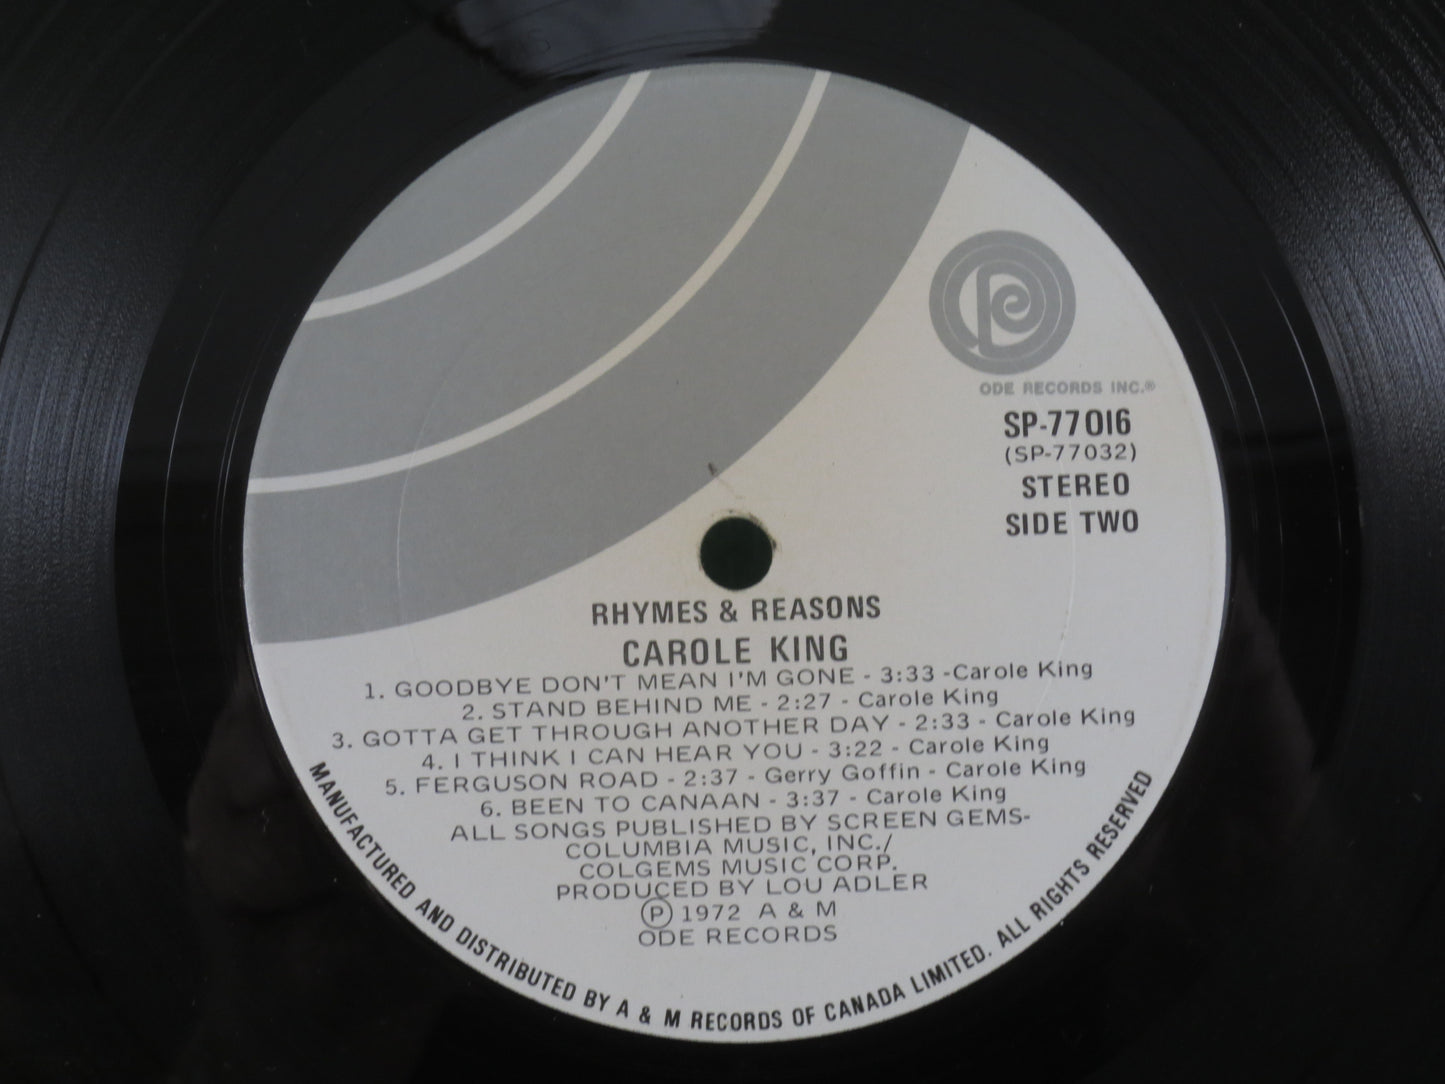 ODE RECORDS INC.®
SP-77016
(SP-77032)
STEREO
SIDE TWO
RHYMES & REASONS
CAROLE KING
1. GOODBYE DON'T MEAN I'M GONE - 3:33 -Carole King
2. STAND BEHIND ME - 2:27 - Carole King
3. GOTTA GET THROUGH ANOTHER DAY - 2:33 - Carole King
4. I THINK I CAN HEAR YOU - 3:22 - Carole King
5. FERGUSON ROAD - 2:37 - Gerry Goffin - Carole King
6. BEEN TO CANAAN - 3:37 - Carole King
ALL SONGS PUBLISHED BY SCREEN GEMS-
COLUMBIA MUSIC, INC./
COLGEMS MUSIC CORP.
PRODUCED BY LOU ADLER
Ⓟ 1972 A & M
ODE RECORDS
MANUFACTURED AND DISTRIBUTED BY A & M RECORDS OF CANADA LIMITED. ALL RIGHTS RESERVED